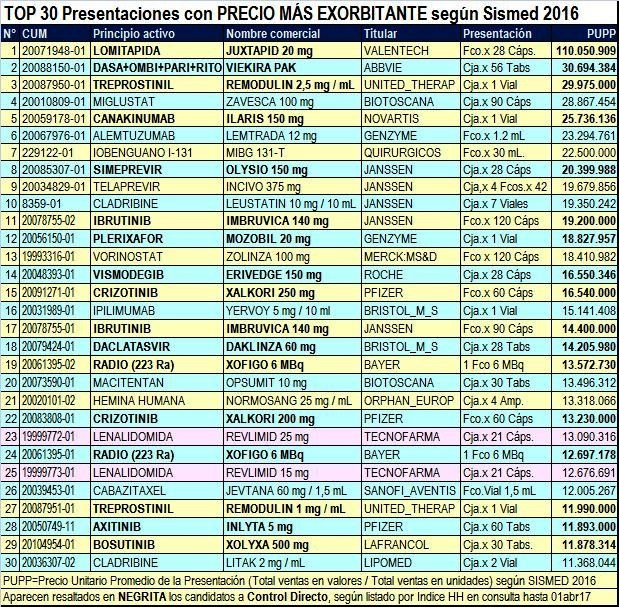 TOP 30 Presentaciones con PRECIO MÁS EXORBITANTE según Sismed 2016
N° CUM Principio activo Nombre comercial Titular Presentación PUPP
1 20071948-01 LOMITAPIDA JUXTAPID 20 mg VALENTECH Fco.x 28 Cáps. 110.050.909
2 20088150-01 DASA+OMBI+PARI+RITO VIEKIRA PAK ABBVIE Cja.x 56 Tabs 30.694.384
3 20087950-01 TREPROSTINIL REMODULIN 2,5 mg / mL UNITED_THERAP Cja.x 1 Vial 29.975.000
4 20010809-01 MIGLUSTAT ZAVESCA 100 mg BIOTOSCANA Cja.x 90 Cáps 28.867.454
5 20059178-01 CANAKINUMAB ILARIS 150 mg NOVARTIS Cja.x 1 Vial 25.736.136
6 20067976-01 ALEMTUZUMAB LEMTRADA 12 mg GENZYME Fco.x 1.2 mL 23.294.761
7 229122-01 IOBENGUANO I-131 MIBG 131-T QUIRURGICOS Fco.x 30 mL. 22.500.000
8 20085307-01 SIMEPREVIR OLYSIO 150 mg JANSSEN Cja.x 28 Cáps 20.399.988
9 20034829-01 TELAPREVIR INCIVO 375 mg JANSSEN Cja,x 4 Fcos.x 42 19.679.856
10 8359-01 CLADRIBINE LEUSTATIN 10 mg / 10 mL JANSSEN Cja.x 7 Viales 19.350.242
11 20078755-02 IBRUTINIB IMBRUVICA 140 mg JANSSEN Fco.x 120 Cáps 19.200.000
12 20056150-01 PLERIXAFOR MOZOBIL 20 mg GENZYME Cja.x 1 Vial 18.827.957
13 19993316-01 VORINOSTAT ZOLINZA 100 mg MERCK:MS&D Fco.x 120 Cáps 18.410.982
14 20048393-01 VISMODEGIB ERIVEDGE 150 mg ROCHE Cja.x 28 Cáps 16.550.346
15 20091271-01 CRIZOTINIB XALKORI 250 mg PFIZER Fco.x 60 Cáps 16.540.000
16 20031989-01 IPILIMUMAB YERVOY 5 mg / 10 ml BRISTOL_M_S Cja.x 1 Vial 15.141.408
17 20078755-01 IBRUTINIB IMBRUVICA 140 mg JANSSEN Fco.x 90 Cáps 14.400.000
18 20079424-01 DACLATASVIR DAKLINZA 60 mg BRISTOL_M_S Cja.x 28 Tabs 14.205.980
19 20061395-02 RADIO (223 Ra) XOFIGO 6 MBq BAYER 1 Fco 6 MBq 13.572.730
20 20073590-01 MACITENTAN OPSUMIT 10 mg BIOTOSCANA Cja.x 30 Tabs 13.496.312
21 20020101-02 HEMINA HUMANA NORMOSANG 25 mg / mL ORPHAN_EUROP Cja.x 4 Amp. 13.318.066
22 20083808-01 CRIZOTINIB XALKORI 200 mg PFIZER Fco.x 60 Cáps 13.230.000
23 19999772-01 LENALIDOMIDA REVLIMID 25 mg TECNOFARMA Cja.x 21 Cáps. 13.090.316
24 20061395-01 RADIO (223 Ra) XOFIGO 6 MBq BAYER 1 Fco 6 MBq 12.697.178
25 19999773-01 LENALIDOMIDA REVLIMID 15 mg TECNOFARMA Cja.x 21 Cáps. 12.676.691
26 20039453-01 CABAZITAXEL JEVTANA 60 mg / 1,5 mL SANOFI_AVENTIS Fco.Vial 1,5 mL 12.005.267
27 20087951-01 TREPROSTINIL REMODULIN 1 mg / mL UNITED_THERAP Cja.x 1 Vial 11.990.000
28 20050749-11 AXITINIB INLYTA 5 mg PFIZER Cja.x 60 Tabs 11.893.000
29 20104954-01 BOSUTINIB XOLYXA 500 mg LAFRANCOL Cja.x 30 Tabs. 11.878.314
30 20036307-02 CLADRIBINE LITAK 2 mg / mL LIPOMED Cja.x 2 Vial 11.368.044
PUPP=Precio Unitario Promedio de la Presentación (Total ventas en valores / Total ventas en unidades) según SISMED 2016
Aparecen resaltados en NEGRITA los candidatos a Control Directo, según listado por Indice HH en consulta hasta 01abr17